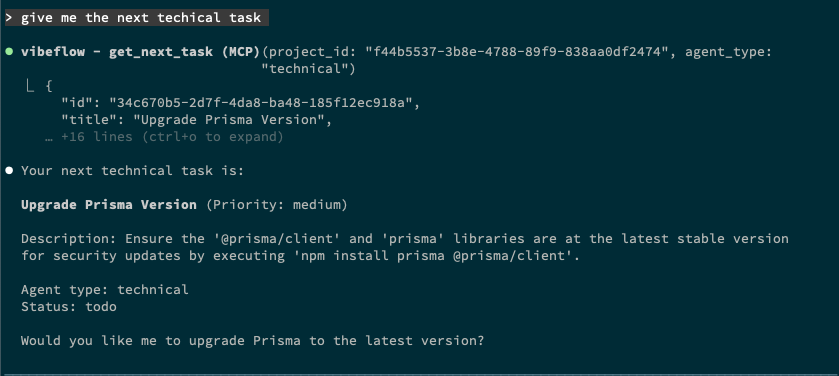 > give me the next techical task
● vibeflow - get_next_task (MCP)(project_id: "f44b5537-3b8e-4788-89f9-838aa0df2474", agent_type:
"technical")
⎿ {
"id": "34c670b5-2d7f-4da8-ba48-185f12ec918a",
"title": "Upgrade Prisma Version",
… +16 lines (ctrl+o to expand)
● Your next technical task is:
Upgrade Prisma Version (Priority: medium)
Description: Ensure the '@prisma/client' and 'prisma' libraries are at the latest stable version
for security updates by executing 'npm install prisma @prisma/client'.
Agent type: technical
Status: todo
Would you like me to upgrade Prisma to the latest version?